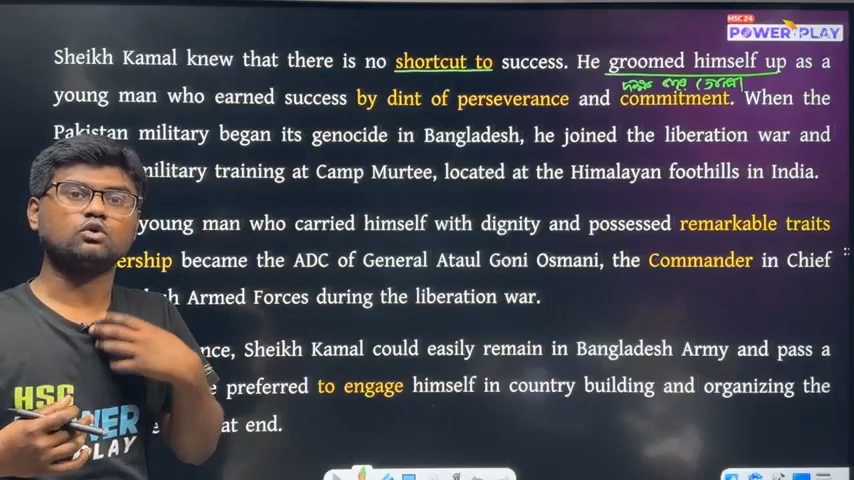 HSC 24
POWER PLAY
Sheikh Kamal knew that there is no shortcut to success. He groomed himself up as a
young man who earned success by dint of perseverance and commitment. When the
Pakistan military began its genocide in Bangladesh, he joined the liberation war and
military training at Camp Murtee, located at the Himalayan foothills in India.
young man who carried himself with dignity and possessed remarkable traits
ership became the ADC of General Ataul Goni Osmani, the Commander in Chief
sh Armed Forces during the liberation war.
nce, Sheikh Kamal could easily remain in Bangladesh Army and pass a
e preferred to engage himself in country building and organizing the
at end.
HSC
POWER
PLAY